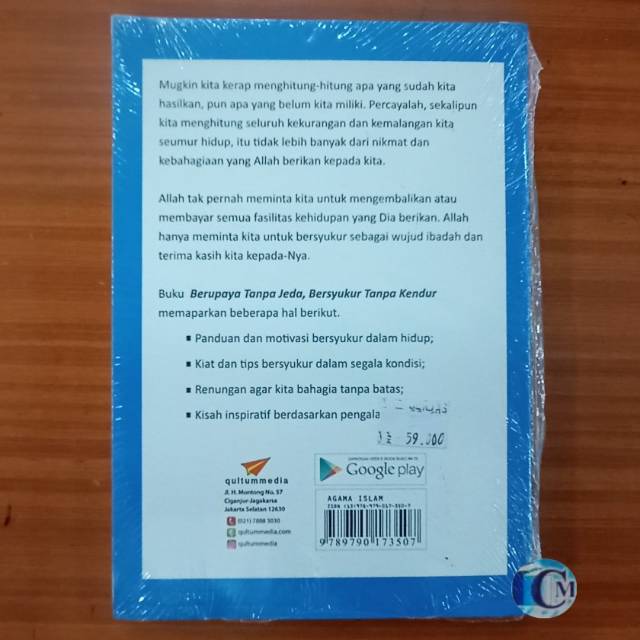 Mugkin kita kerap menghitung-hitung apa yang sudah kita
hasilkan, pun apa yang belum kita miliki. Percayalah, sekalipun
kita menghitung seluruh kekurangan dan kemalangan kita
seumur hidup, itu tidak lebih banyak dari nikmat dan
kebahagiaan yang Allah berikan kepada kita.
Allah tak pernah meminta kita untuk mengembalikan atau
membayar semua fasilitas kehidupan yang Dia berikan. Allah
hanya meminta kita untuk bersyukur sebagai wujud ibadah dan
terima kasih kita kepada-Nya.
Buku Berupaya Tanpa Jeda, Bersyukur Tanpa Kendur
memaparkan beberapa hal berikut.
▪ Panduan dan motivasi bersyukur dalam hidup;
▪ Kiat dan tips bersyukur dalam segala kondisi;
▪ Renungan agar kita bahagia tanpa batas;
▪ Kisah inspiratif berdasarkan pengala
59.000
qultummedia
Jl. H. Montong No. 57
Ciganjur-Jagakarsa
Jakarta Selatan 12630
(021) 7888 3030
qultummedia.com
qultummedia
Google play
AGAMA ISLAM
9789790173507
CM